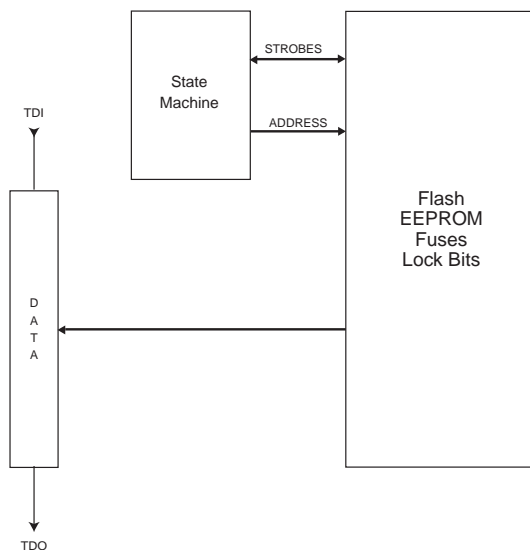 STROBES
State
Machine
TDI
ADDRESS
Flash
EEPROM
Fuses
Lock Bits
D
A
T
A
TDO